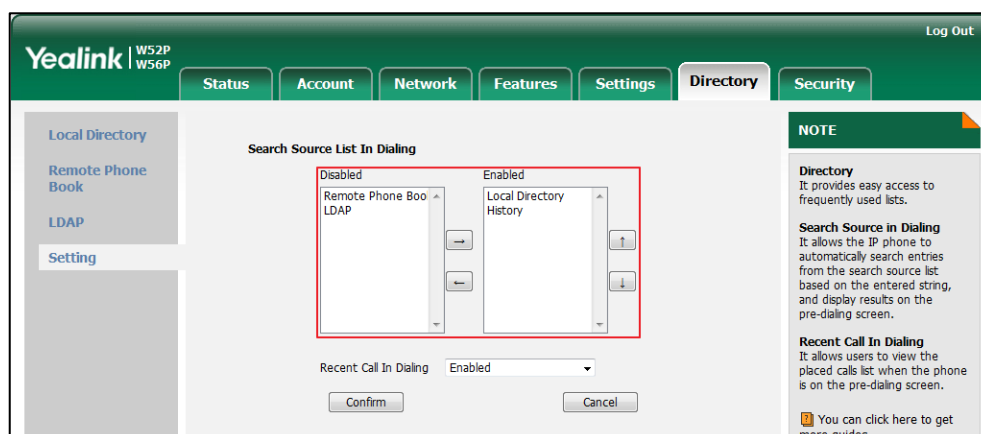 Log Out
Yealink | W52P
W56P
Status Account Network Features Settings Directory Security
Local Directory
Remote Phone
Book
LDAP
Setting
Search Source List In Dialing
Disabled Enabled
Remote Phone Boo
LDAP
Local Directory
History
→
←
↑
↓
Recent Call In Dialing Enabled
Confirm Cancel
NOTE
Directory
It provides easy access to
frequently used lists.
Search Source in Dialing
It allows the IP phone to
automatically search entries
from the search source list
based on the entered string,
and display results on the
pre-dialing screen.
Recent Call In Dialing
It allows users to view the
placed calls list when the phone
is on the pre-dialing screen.
You can click here to get
more guides